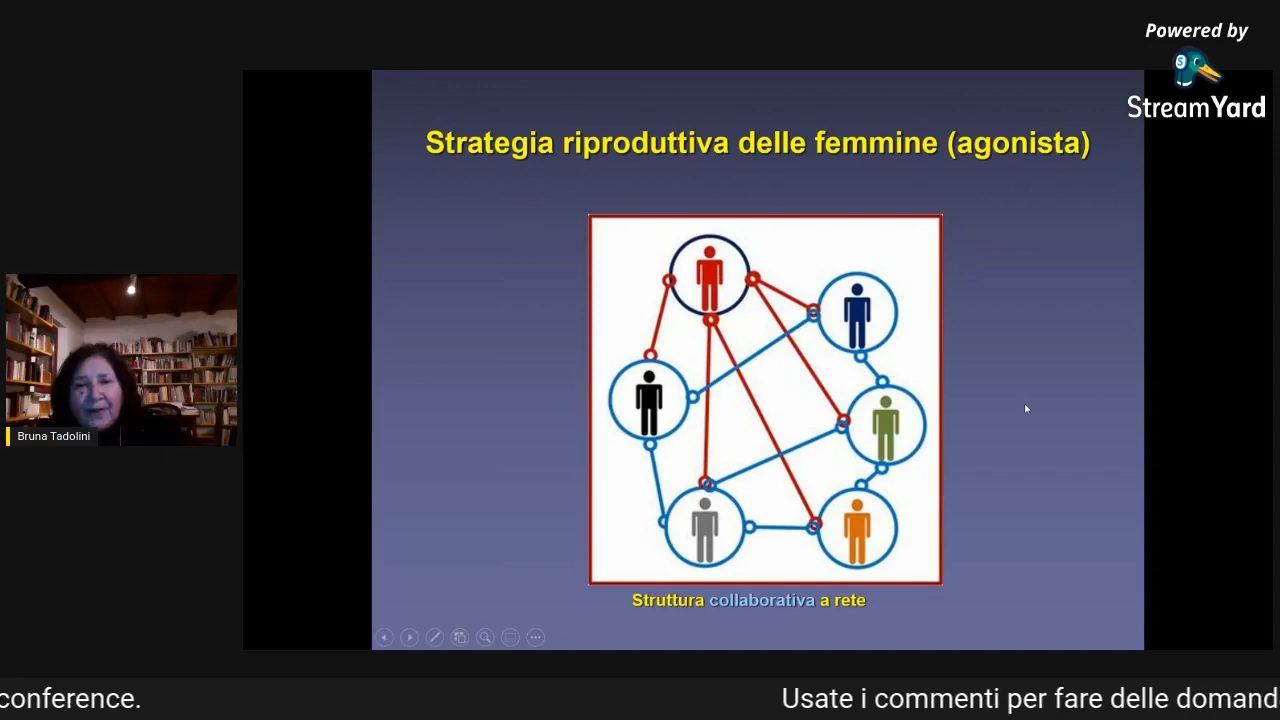 Powered by
StreamYard
Strategia riproduttiva delle femmine (agonista)
Bruna Tadolini
Struttura collaborativa a rete
conference.
Usate i commenti per fare delle domand